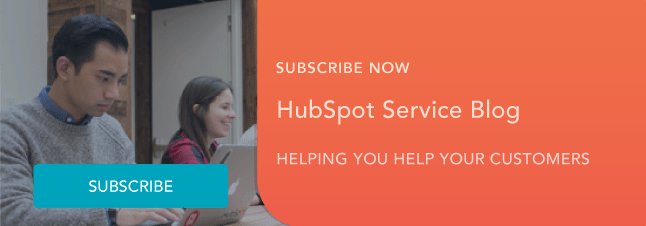 SUBSCRIBE NOW
HubSpot Service Blog
HELPING YOU HELP YOUR CUSTOMERS
SUBSCRIBE